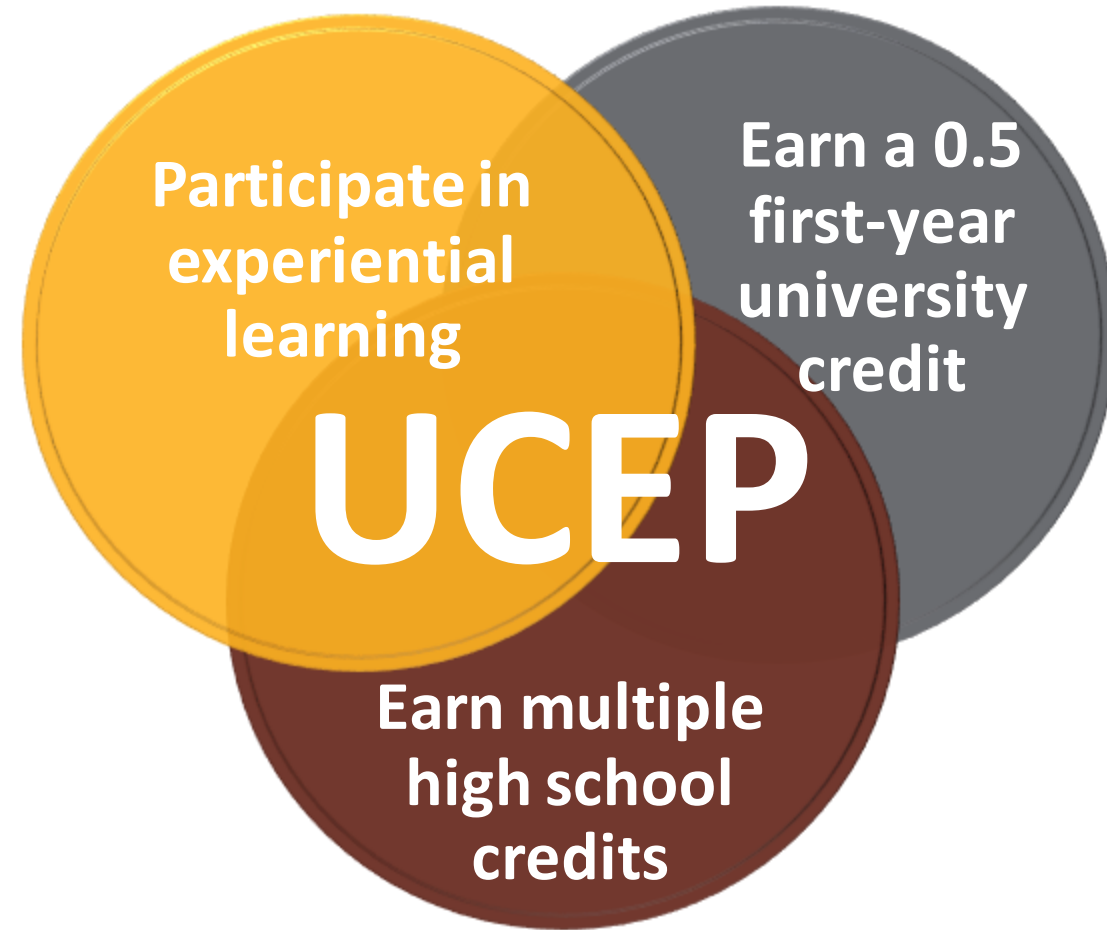 Participate in
experiential
learning
Earn a 0.5
first-year
university
credit
UCEP
Earn multiple
high school
credits